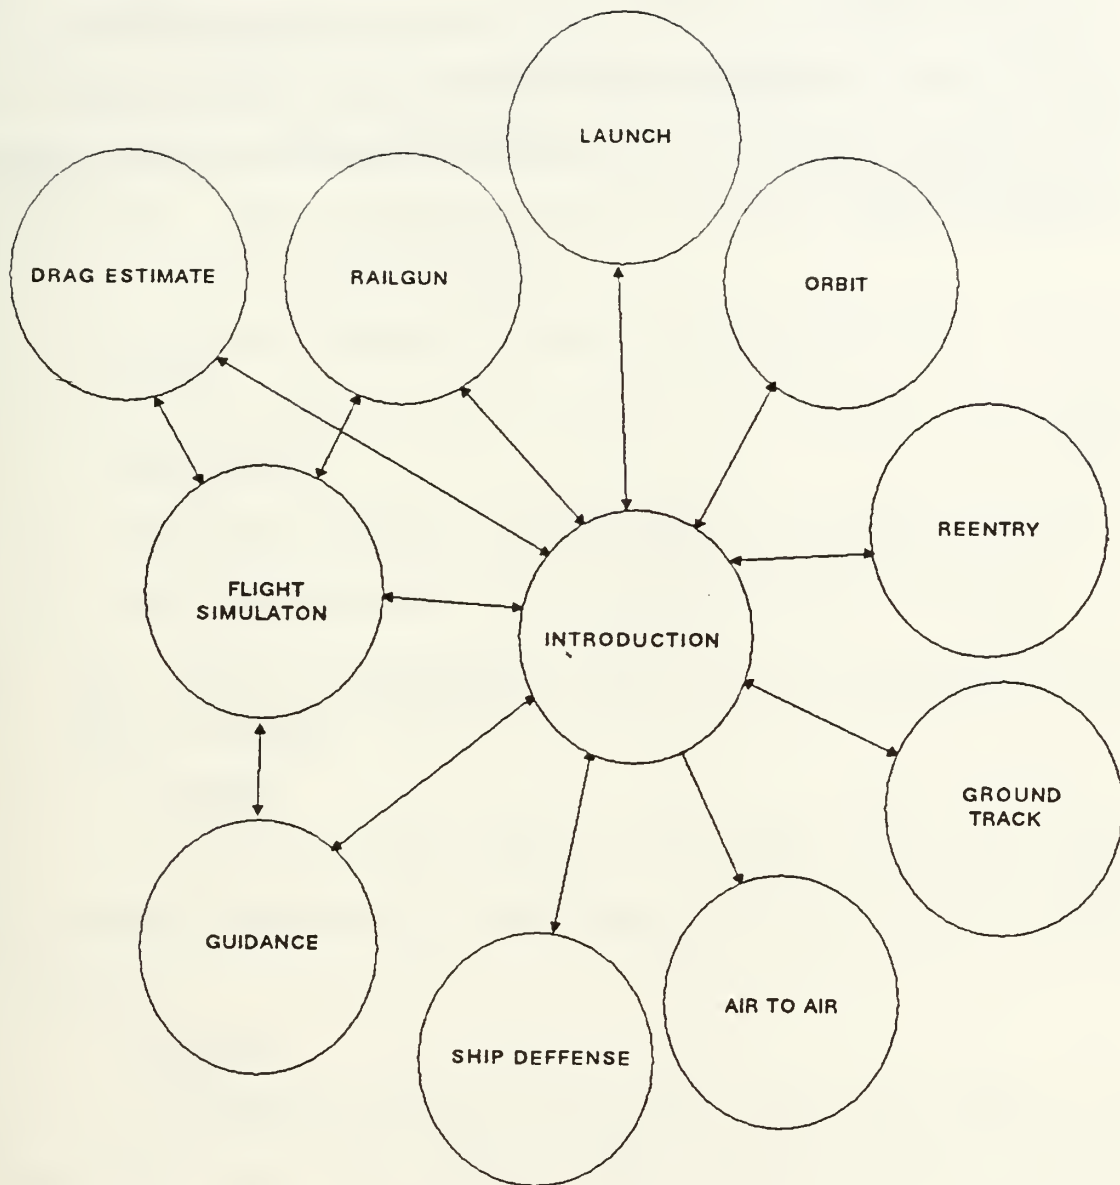 LAUNCH
DRAG ESTIMATE
RAILGUN
ORBIT
REENTRY
FLIGHT
SIMULATON
INTRODUCTION
GROUND
TRACK
GUIDANCE
AIR TO AIR
SHIP DEFFENSE